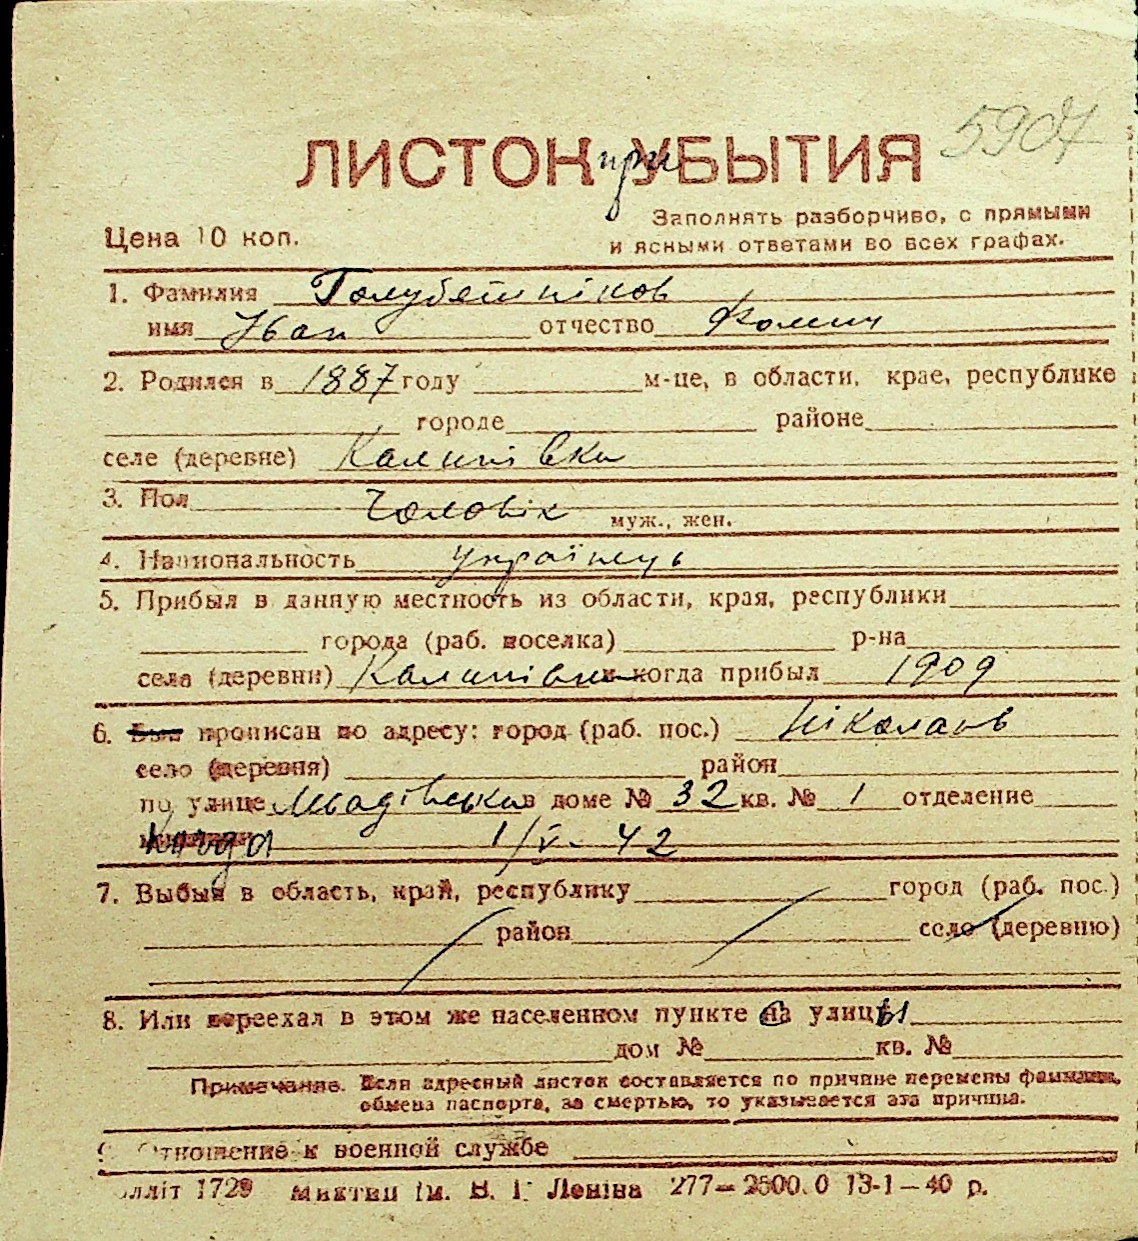 5907
ЛИСТОК при УБЫТИЯ
Цена 10 коп.
Заполнять разборчиво, с прямыми
и ясными ответами во всех графах.
1. Фамилия Голубятніков
имя Іван отчество Фомич
2. Родился в 1887 году м-це, в области, крае, республике
городе районе
селе (деревне) Калинівка
3. Пол Чоловік муж., жен.
4. Национальность українець
5. Прибыл в данную местность из области, края, республики
города (раб. поселка) р-на
села (деревни) Калинівка и когда прибыл 1909
6. Был прописан по адресу: город (раб. пос.) Ніколаїв
село (деревня) район
по улице в доме № 32 кв. № 1 отделение
Когда 1/V-42
7. Выбыл в область, край, республику город (раб. пос.)
район село (деревню)
8. Или переехал в этом же населенном пункте с улицы
дом № кв. №
Примечание. Если адресный листок составляется по причине перемены фамилии,
обмена паспорта, за смертью, то указывается эта причина.
Отношение к военной службе
лліт 1729 ім. В. І. Леніна 277—2500.0 13-1—40 р.